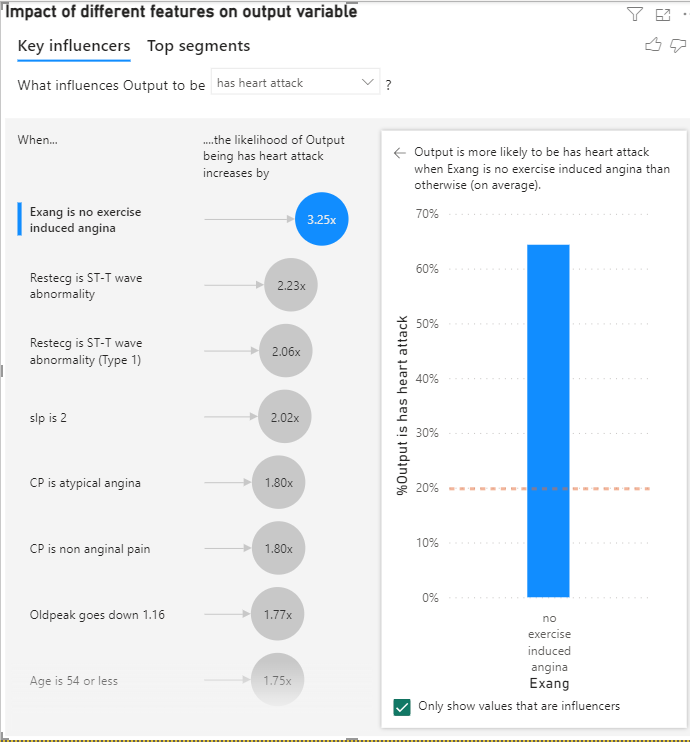 Impact of different features on output variable
Key influencers Top segments
What influences Output to be has heart attack ?
When...
....the likelihood of Output
being has heart attack
increases by
Exang is no exercise
induced angina
3.25x
Restecg is ST-T wave
abnormality
2.23x
Restecg is ST-T wave
abnormality (Type 1)
2.06x
slp is 2
2.02x
CP is atypical angina
1.80x
CP is non anginal pain
1.80x
Oldpeak goes down 1.16
1.77x
Age is 54 or less
1.75x
Output is more likely to be has heart attack
when Exang is no exercise induced angina than
otherwise (on average).
70%
60%
50%
40%
30%
20%
10%
0%
%Output is has heart attack
no
exercise
induced
angina
Exang
Only show values that are influencers